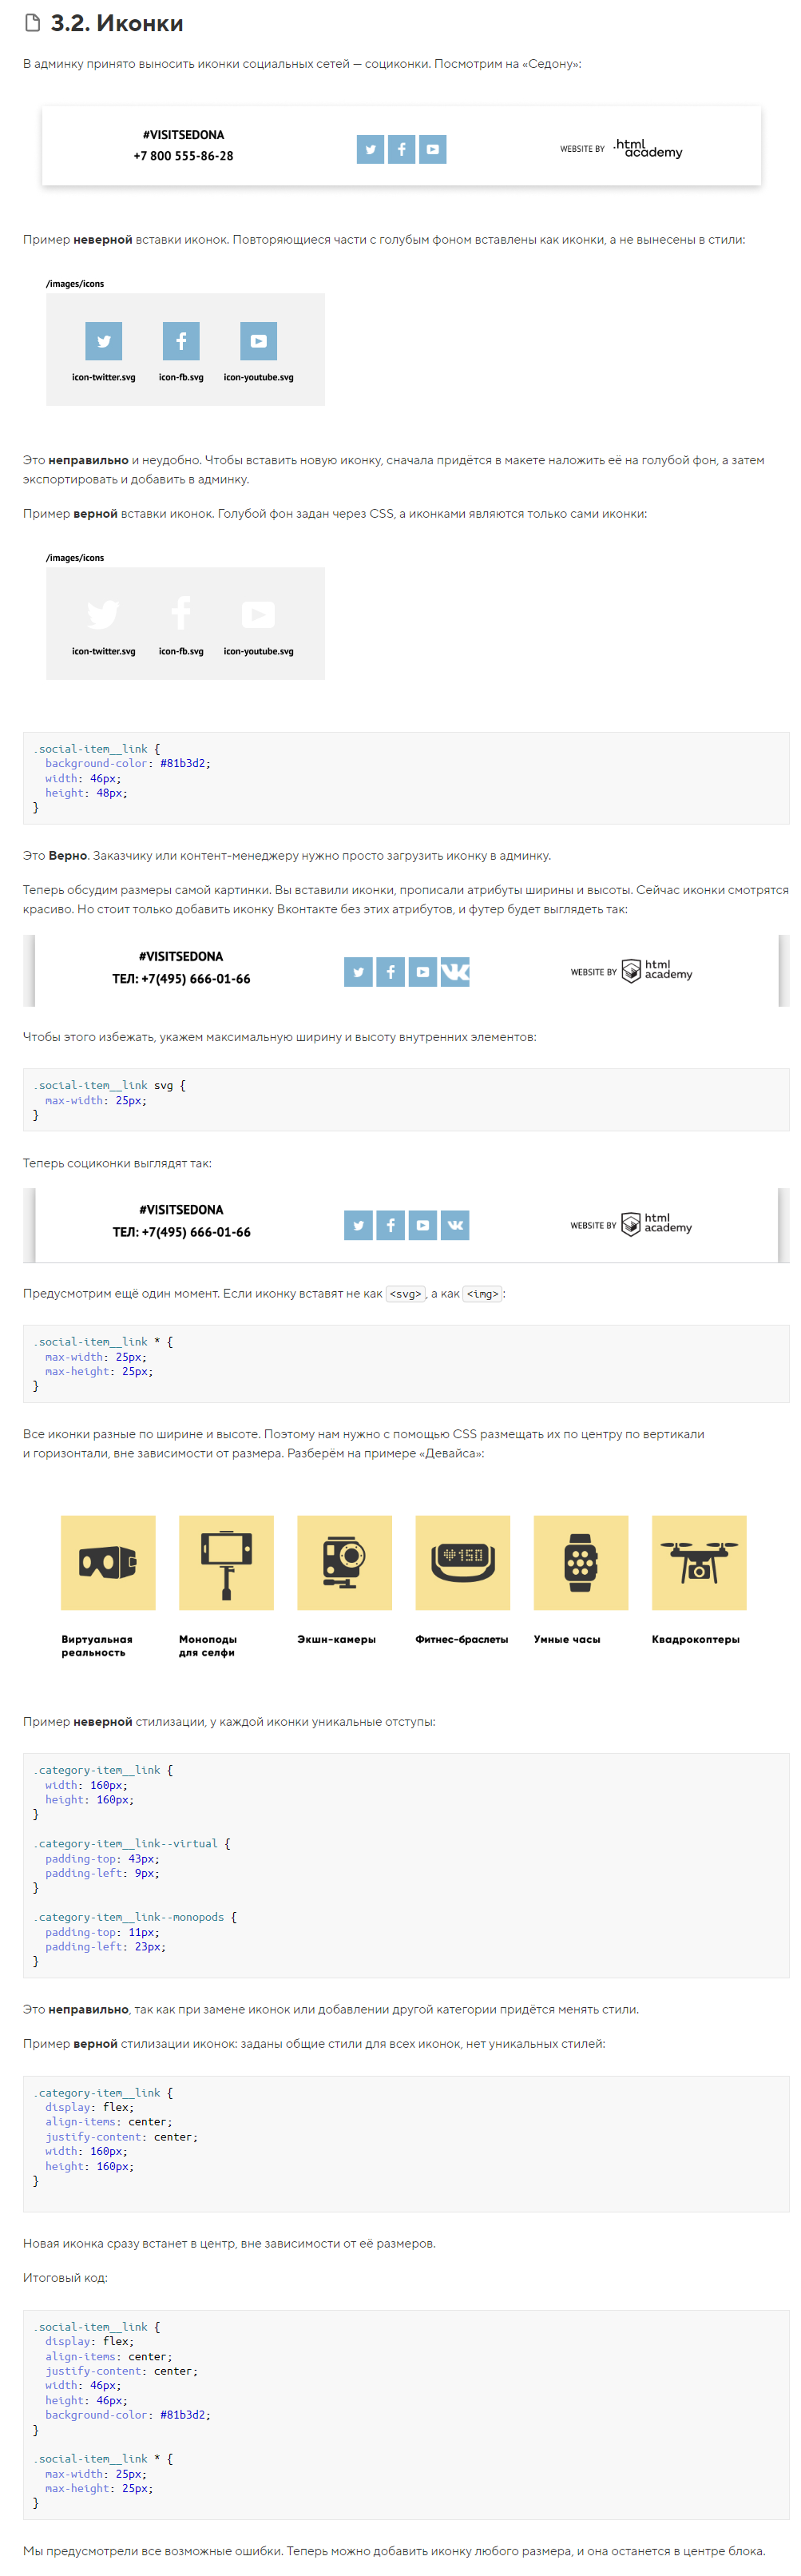 3.2. Иконки
В админку принято выносить иконки социальных сетей — социконки. Посмотрим на «Седону»:
#VISITSEDONA
+7 800 555-86-28
WEBSITE BY
.html
academy
Пример неверной вставки иконок. Повторяющиеся части с голубым фоном вставлены как иконки, а не вынесены в стили:
/images/icons
icon-twitter.svg icon-fb.svg icon-youtube.svg
Это неправильно и неудобно. Чтобы вставить новую иконку, сначала придётся в макете наложить её на голубой фон, а затем
экспортировать и добавить в админку.
Пример верной вставки иконок. Голубой фон задан через CSS, а иконками являются только сами иконки:
/images/icons
icon-twitter.svg icon-fb.svg icon-youtube.svg
.social-item__link {
  background-color: #81b3d2;
  width: 46px;
  height: 48px;
}
Это Верно. Заказчику или контент-менеджеру нужно просто загрузить иконку в админку.
Теперь обсудим размеры самой картинки. Вы вставили иконки, прописали атрибуты ширины и высоты. Сейчас иконки смотрятся
красиво. Но стоит только добавить иконку Вконтакте без этих атрибутов, и футер будет выглядеть так:
#VISITSEDONA
ТЕЛ: +7(495) 666-01-66
WEBSITE BY
html
academy
Чтобы этого избежать, укажем максимальную ширину и высоту внутренних элементов:
.social-item__link svg {
  max-width: 25px;
}
Теперь социконки выглядят так:
#VISITSEDONA
ТЕЛ: +7(495) 666-01-66
WEBSITE BY
html
academy
Предусмотрим ещё один момент. Если иконку вставят не как <svg>, а как <img>:
.social-item__link * {
  max-width: 25px;
  max-height: 25px;
}
Все иконки разные по ширине и высоте. Поэтому нам нужно с помощью CSS размещать их по центру по вертикали
и горизонтали, вне зависимости от размера. Разберём на примере «Девайса»:
150
Виртуальная
реальность
Моноподы
для селфи
Экшн-камеры
Фитнес-браслеты
Умные часы
Квадрокоптеры
Пример неверной стилизации, у каждой иконки уникальные отступы:
.category-item__link {
  width: 160px;
  height: 160px;
}
.category-item__link--virtual {
  padding-top: 43px;
  padding-left: 9px;
}
.category-item__link--monopods {
  padding-top: 11px;
  padding-left: 23px;
}
Это неправильно, так как при замене иконок или добавлении другой категории придётся менять стили.
Пример верной стилизации иконок: заданы общие стили для всех иконок, нет уникальных стилей:
.category-item__link {
  display: flex;
  align-items: center;
  justify-content: center;
  width: 160px;
  height: 160px;
}
Новая иконка сразу встанет в центр, вне зависимости от её размеров.
Итоговый код:
.social-item__link {
  display: flex;
  align-items: center;
  justify-content: center;
  width: 46px;
  height: 46px;
  background-color: #81b3d2;
}
.social-item__link * {
  max-width: 25px;
  max-height: 25px;
}
Мы предусмотрели все возможные ошибки. Теперь можно добавить иконку любого размера, и она останется в центре блока.